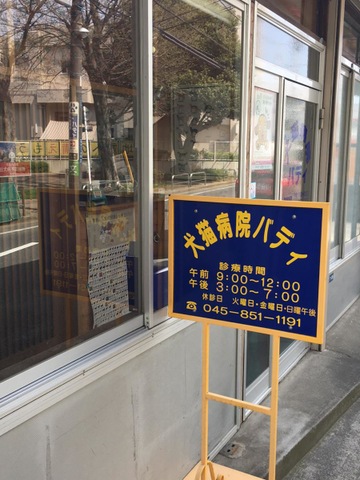 犬猫病院バディ
診療時間
午前 9:00〜12:00
午後 3:00〜7:00
休診日 火曜日・金曜日・日曜午後
☎ 045-851-1191